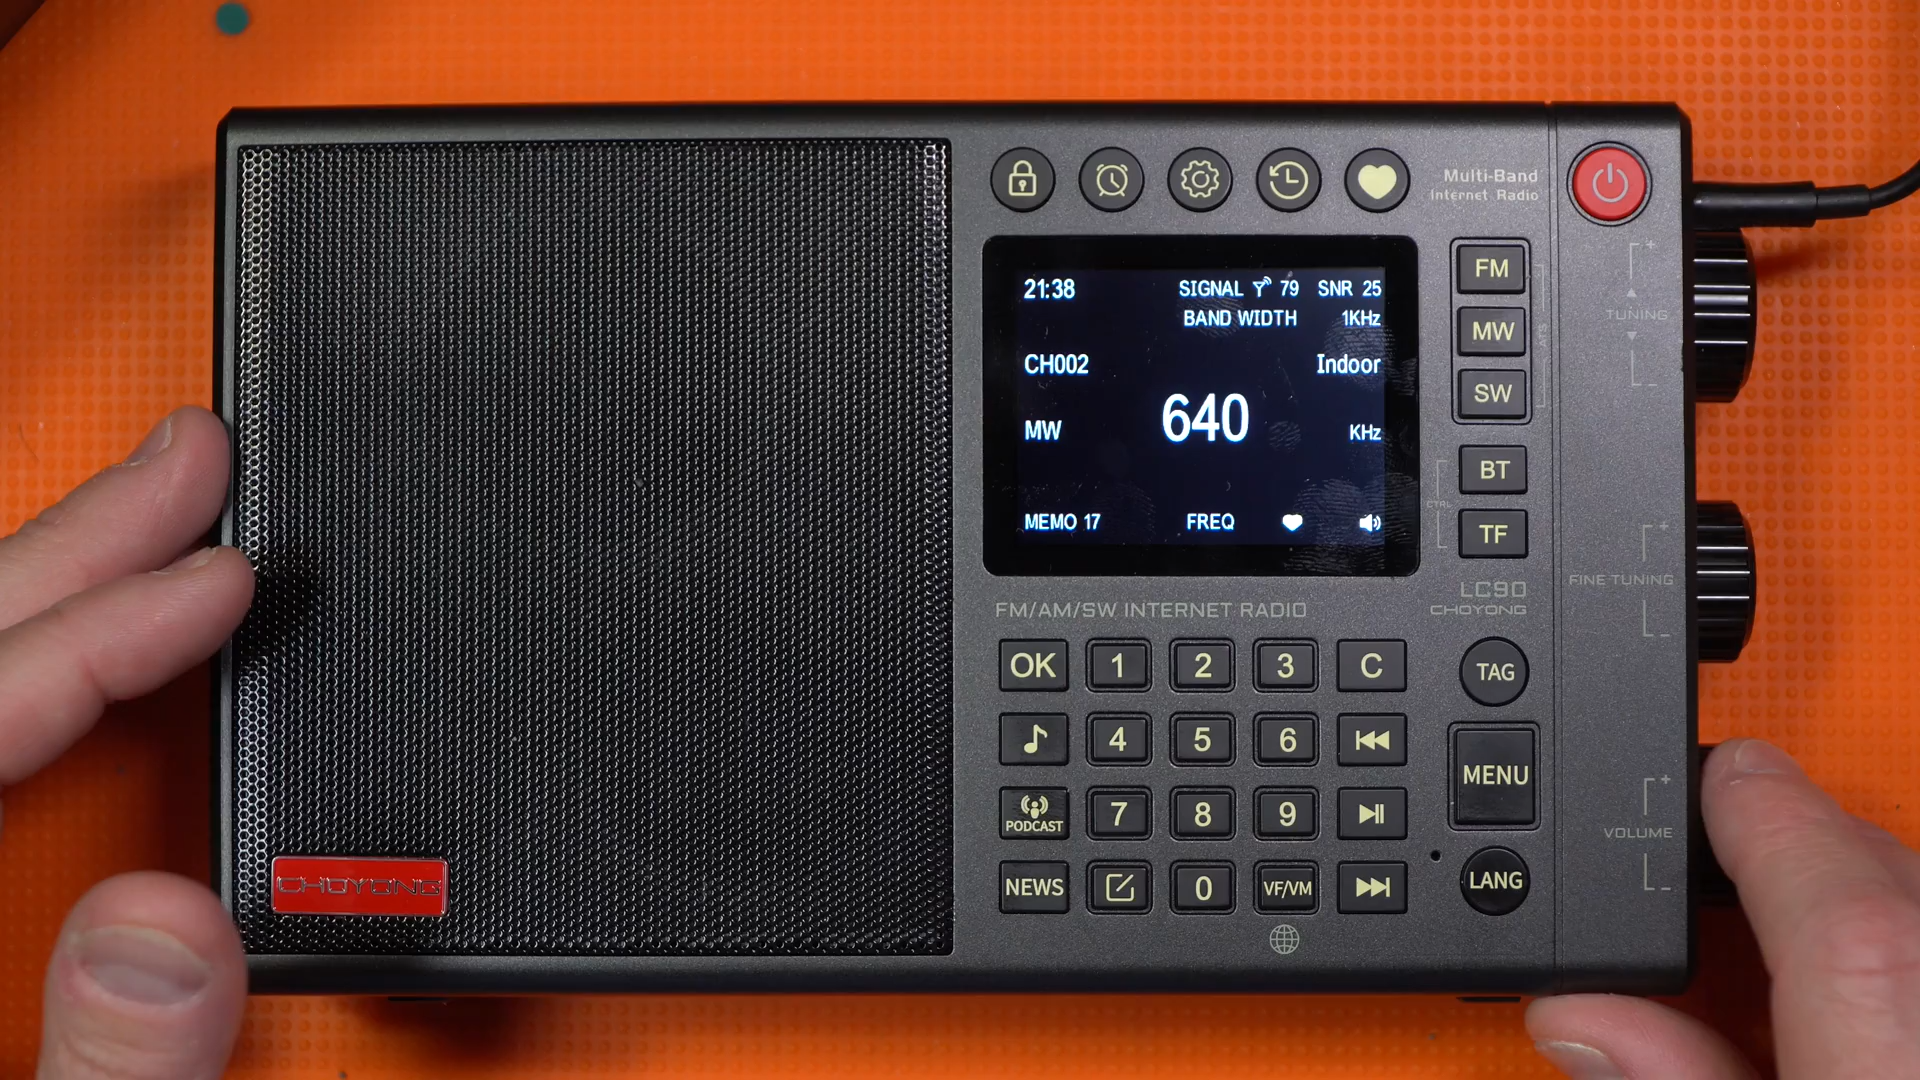 Multi-Band
Internet Radio
FM
MW
SW
ATS
BT
TF
CTRL
21:38
SIGNAL 79 SNR 25
BAND WIDTH 1KHz
CH002 Indoor
MW 640 KHz
MEMO 17 FREQ
TUNING
+
-
FINE TUNING
+
-
VOLUME
+
-
LC90
CHOYONG
FM/AM/SW INTERNET RADIO
OK 1 2 3 C
4 5 6
PODCAST 7 8 9
NEWS 0 VF/VM
TAG
MENU
LANG
CHOYONG